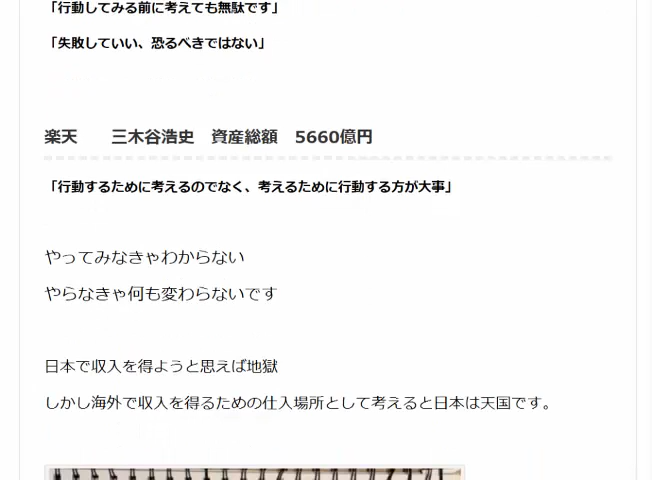 「行動してみる前に考えても無駄です」
「失敗していい、恐るべきではない」
楽天　　三木谷浩史　資産総額　5660億円
「行動するために考えるのでなく、考えるために行動する方が大事」
やってみなきゃわからない
やらなきゃ何も変わらないです
日本で収入を得ようと思えば地獄
しかし海外で収入を得るための仕入場所として考えると日本は天国です。